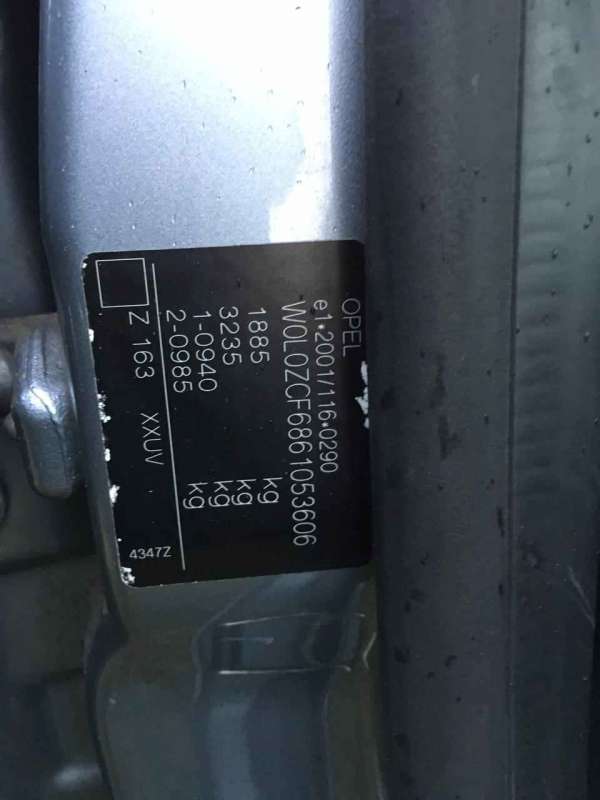 OPEL
e1*2001/116*0290
W0L0ZCF6861053606
1885 kg
3235 kg
1-0940 kg
2-0985 kg
Z 163 XXUV
4347Z